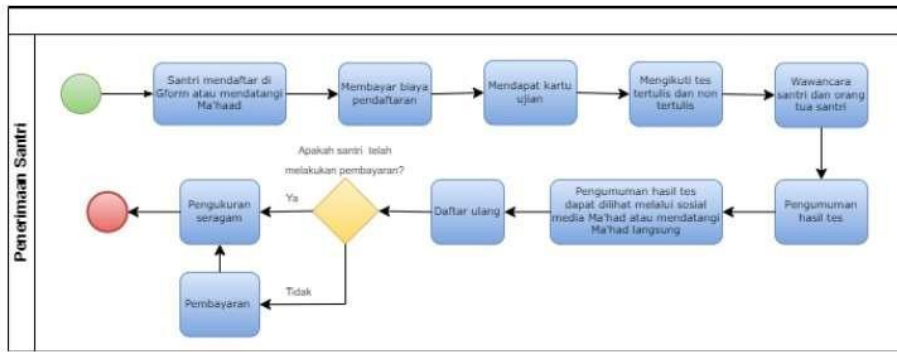 Penerimaan Santri
Santri mendaftar di
Gform atau mendatangi
Ma'haad
Membayar biaya
pendaftaran
Mendapat kartu
ujian
Mengikuti tes
tertulis dan non
tertulis
Wawancara
santri dan orang
tua santri
Pengumuman
hasil tes
Pengumuman hasil tes
dapat dilihat melalui sosial
media Ma'had atau mendatangi
Ma'had langsung
Daftar ulang
Apakah santri telah
melakukan pembayaran?
Ya
Tidak
Pembayaran
Pengukuran
seragam